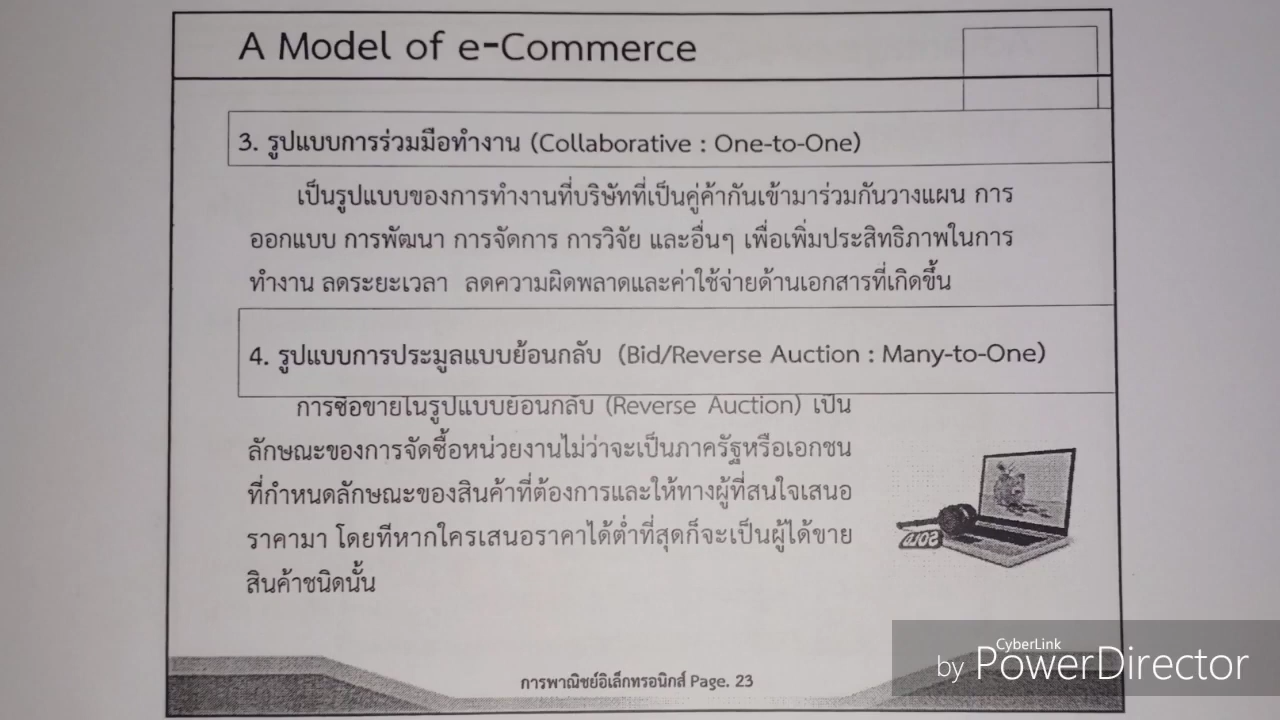 A Model of e-Commerce
3. รูปแบบการร่วมมือทำงาน (Collaborative : One-to-One)
เป็นรูปแบบของการทำงานที่บริษัทที่เป็นคู่ค้ากันเข้ามาร่วมกันวางแผน การ
ออกแบบ การพัฒนา การจัดการ การวิจัย และอื่นๆ เพื่อเพิ่มประสิทธิภาพในการ
ทำงาน ลดระยะเวลา ลดความผิดพลาดและค่าใช้จ่ายด้านเอกสารที่เกิดขึ้น
4. รูปแบบการประมูลแบบย้อนกลับ (Bid/Reverse Auction : Many-to-One)
การซื้อขายในรูปแบบย้อนกลับ (Reverse Auction) เป็น
ลักษณะของการจัดซื้อหน่วยงานไม่ว่าจะเป็นภาครัฐหรือเอกชน
ที่กำหนดลักษณะของสินค้าที่ต้องการและให้ทางผู้ที่สนใจเสนอ
ราคามา โดยทีหากใครเสนอราคาได้ต่ำที่สุดก็จะเป็นผู้ได้ขาย
สินค้าชนิดนั้น
SOLD
การพาณิชย์อิเล็กทรอนิกส์ Page. 23
CyberLink
by PowerDirector